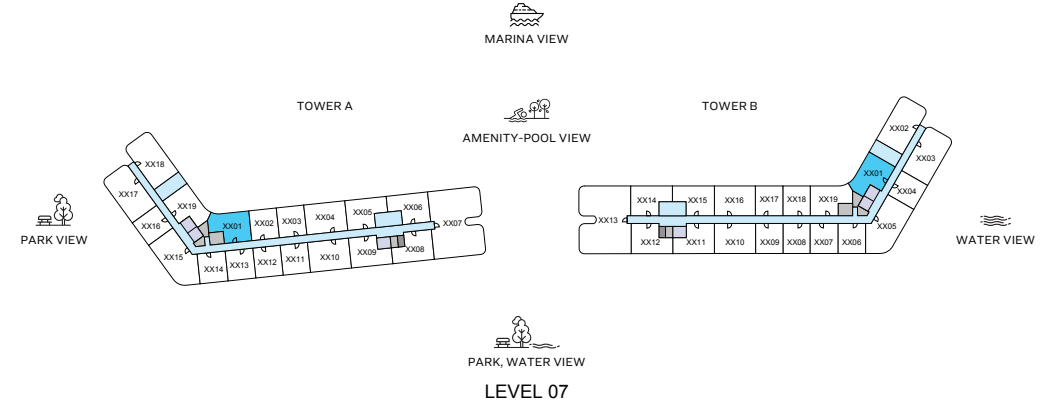 MARINA VIEW
TOWER A
TOWER B
AMENITY-POOL VIEW
XX18
XX17
XX19
XX16
XX15
XX01
XX02
XX03
XX04
XX05
XX06
XX07
XX14
XX13
XX12
XX11
XX10
XX09
XX08
XX02
XX03
XX01
XX04
XX14
XX15
XX16
XX17
XX18
XX19
XX13
XX05
XX12
XX11
XX10
XX09
XX08
XX07
XX06
PARK VIEW
WATER VIEW
PARK, WATER VIEW
LEVEL 07